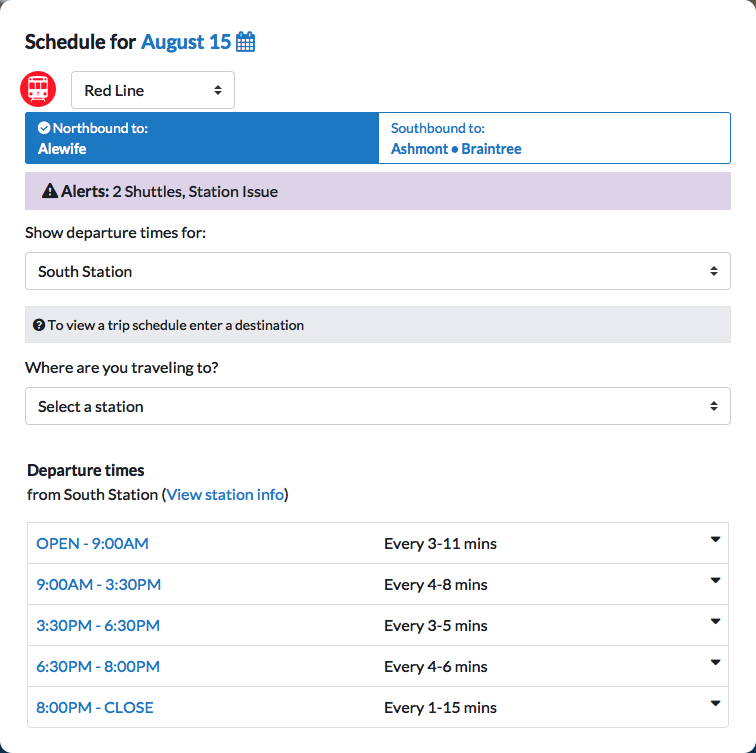 Schedule for August 15
Red Line
Northbound to:
Alewife
Southbound to:
Ashmont • Braintree
Alerts: 2 Shuttles, Station Issue
Show departure times for:
South Station
To view a trip schedule enter a destination
Where are you traveling to?
Select a station
Departure times
from South Station (View station info)
OPEN - 9:00AM Every 3-11 mins
9:00AM - 3:30PM Every 4-8 mins
3:30PM - 6:30PM Every 3-5 mins
6:30PM - 8:00PM Every 4-6 mins
8:00PM - CLOSE Every 1-15 mins